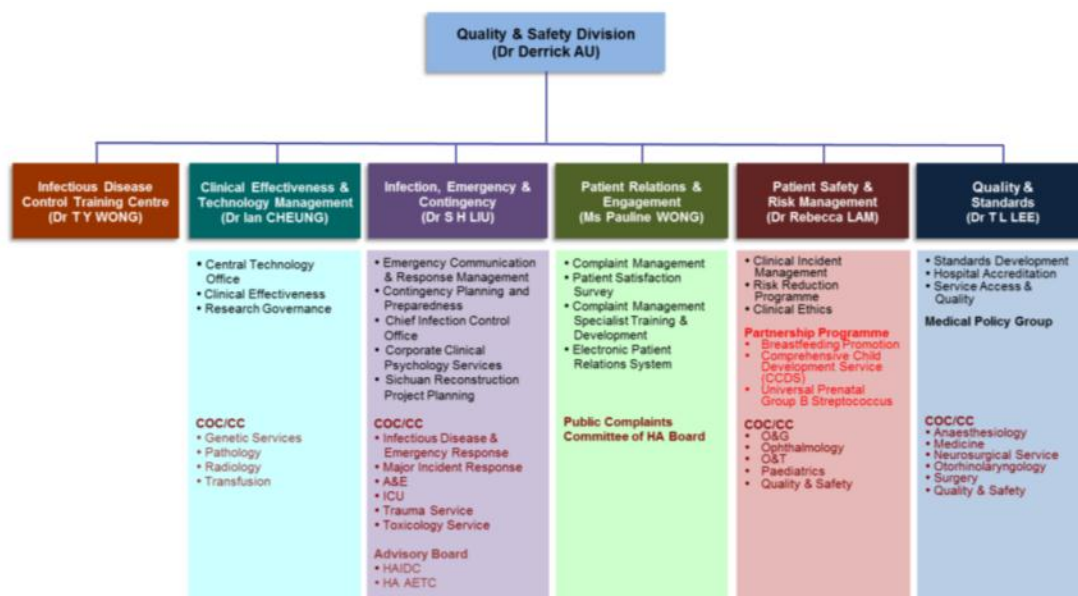 Quality & Safety Division
(Dr Derrick AU)
Infectious Disease
Control Training Centre
(Dr T Y WONG)
Clinical Effectiveness &
Technology Management
(Dr Ian CHEUNG)
• Central Technology
Office
• Clinical Effectiveness
• Research Governance
COC/CC
• Genetic Services
• Pathology
• Radiology
• Transfusion
Infection, Emergency &
Contingency
(Dr S H LIU)
• Emergency Communication
& Response Management
• Contingency Planning and
Preparedness
• Chief Infection Control
Office
• Corporate Clinical
Psychology Services
• Sichuan Reconstruction
Project Planning
COC/CC
• Infectious Disease &
Emergency Response
• Major Incident Response
• A&E
• ICU
• Trauma Service
• Toxicology Service
Advisory Board
• HAIDC
• HA AETC
Patient Relations &
Engagement
(Ms Pauline WONG)
• Complaint Management
• Patient Satisfaction
Survey
• Complaint Management
Specialist Training &
Development
• Electronic Patient
Relations System
Public Complaints
Committee of HA Board
Patient Safety &
Risk Management
(Dr Rebecca LAM)
• Clinical Incident
Management
• Risk Reduction
Programme
• Clinical Ethics
Partnership Programme
• Breastfeeding Promotion
• Comprehensive Child
Development Service
(CCDS)
• Universal Prenatal
Group B Streptococcus
COC/CC
• O&G
• Ophthalmology
• O&T
• Paediatrics
• Quality & Safety
Quality &
Standards
(Dr T L LEE)
• Standards Development
• Hospital Accreditation
• Service Access &
Quality
Medical Policy Group
COC/CC
• Anaesthesiology
• Medicine
• Neurosurgical Service
• Otorhinolaryngology
• Surgery
• Quality & Safety